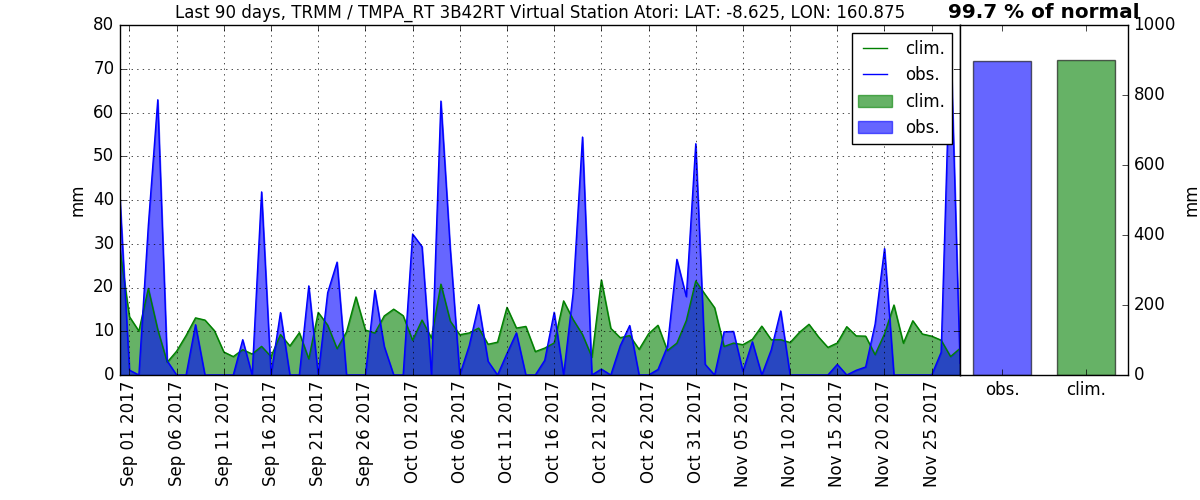 Last 90 days, TRMM / TMPA_RT 3B42RT Virtual Station Atori: LAT: -8.625, LON: 160.875
99.7 % of normal
80
70
60
50
40
30
20
10
0
mm
clim.
obs.
clim.
obs.
1000
800
600
400
200
0
mm
Sep 01 2017
Sep 06 2017
Sep 11 2017
Sep 16 2017
Sep 21 2017
Sep 26 2017
Oct 01 2017
Oct 06 2017
Oct 11 2017
Oct 16 2017
Oct 21 2017
Oct 26 2017
Oct 31 2017
Nov 05 2017
Nov 10 2017
Nov 15 2017
Nov 20 2017
Nov 25 2017
obs.
clim.